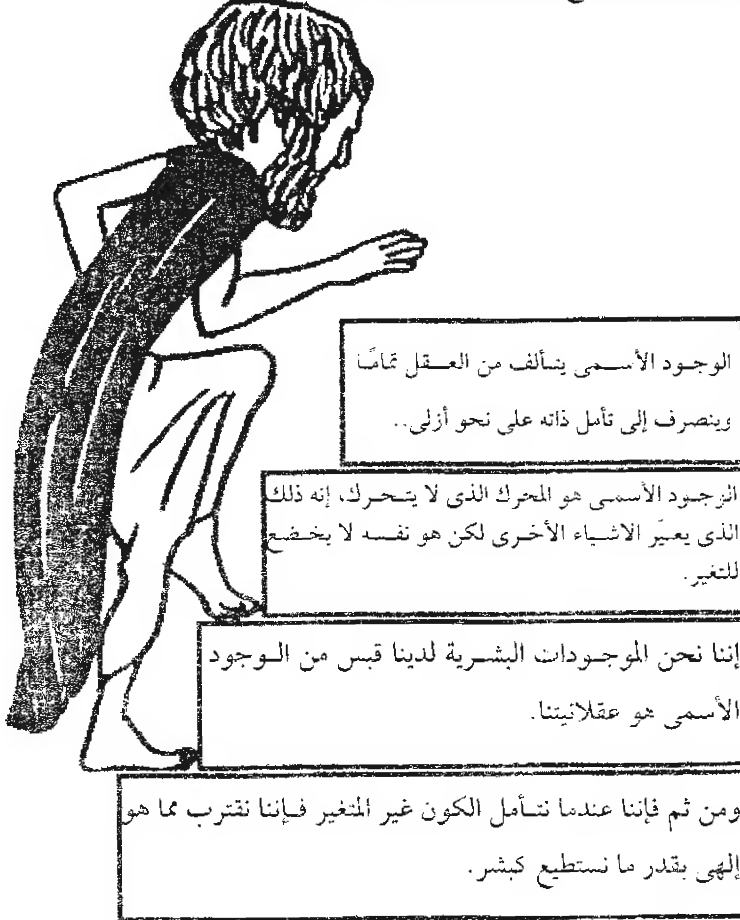 الوجود الأسمى يتألف من العقل تمامًا
وينصرف إلى تأمل ذاته على نحو أزلى..
الوجود الأسمى هو المحرك الذى لا يتحرك، إنه ذلك
الذى يعيّر الاشياء الأخرى لكن هو نفسه لا يخضع
للتغير.
إننا نحن الموجودات البشرية لدينا قبس من الوجود
الأسمى هو عقلانيتنا.
ومن ثم فإننا عندما نتأمل الكون غير المتغير فإننا نقترب مما هو
إلهى بقدر ما نستطيع كبشر.